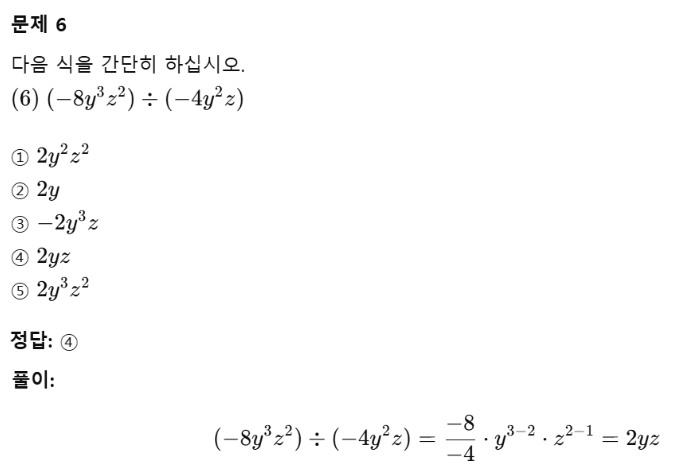 문제 6
다음 식을 간단히 하십시오.
(6) (−8y³z²) ÷ (−4y²z)
① 2y²z²
② 2y
③ −2y³z
④ 2yz
⑤ 2y³z²
정답: ④
풀이:
(−8y³z²) ÷ (−4y²z) = \frac{−8}{−4} · y^{3−2} · z^{2−1} = 2yz